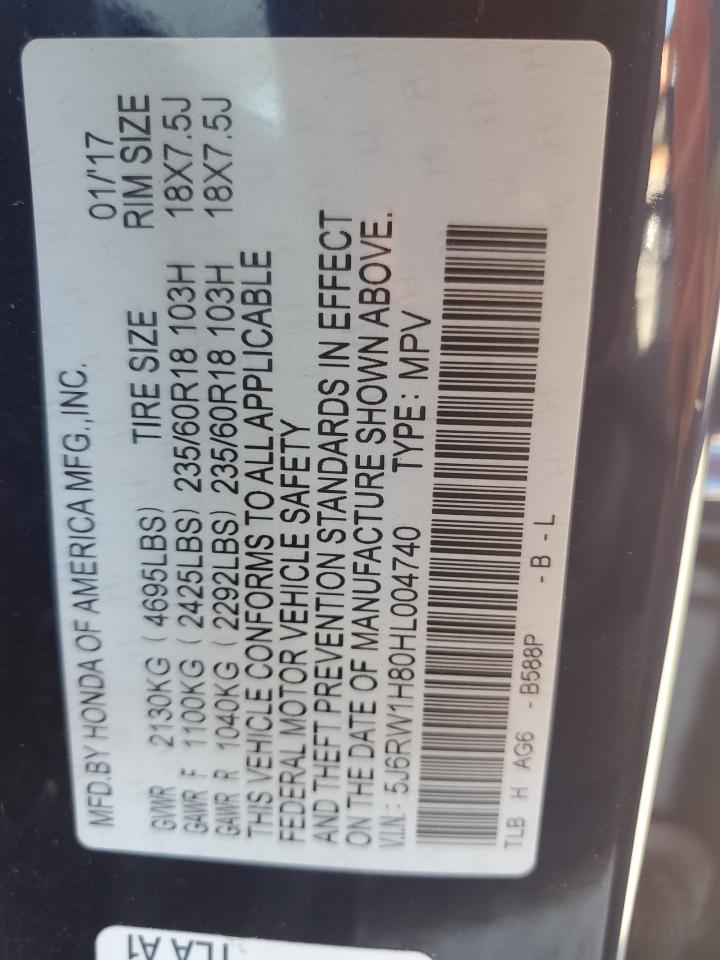 MFD.BY HONDA OF AMERICA MFG.,INC. 01/'17
GVWR 2130KG ( 4695LBS) TIRE SIZE RIM SIZE
GAWR F 1100KG ( 2425LBS) 235/60R18 103H 18X7.5J
GAWR R 1040KG ( 2292LBS) 235/60R18 103H 18X7.5J
THIS VEHICLE CONFORMS TO ALL APPLICABLE
FEDERAL MOTOR VEHICLE SAFETY
AND THEFT PREVENTION STANDARDS IN EFFECT
ON THE DATE OF MANUFACTURE SHOWN ABOVE.
V.I.N.: 5J6RW1H80HL004740 TYPE: MPV
TLB H AG6 - B588P - B - L
TLA A1